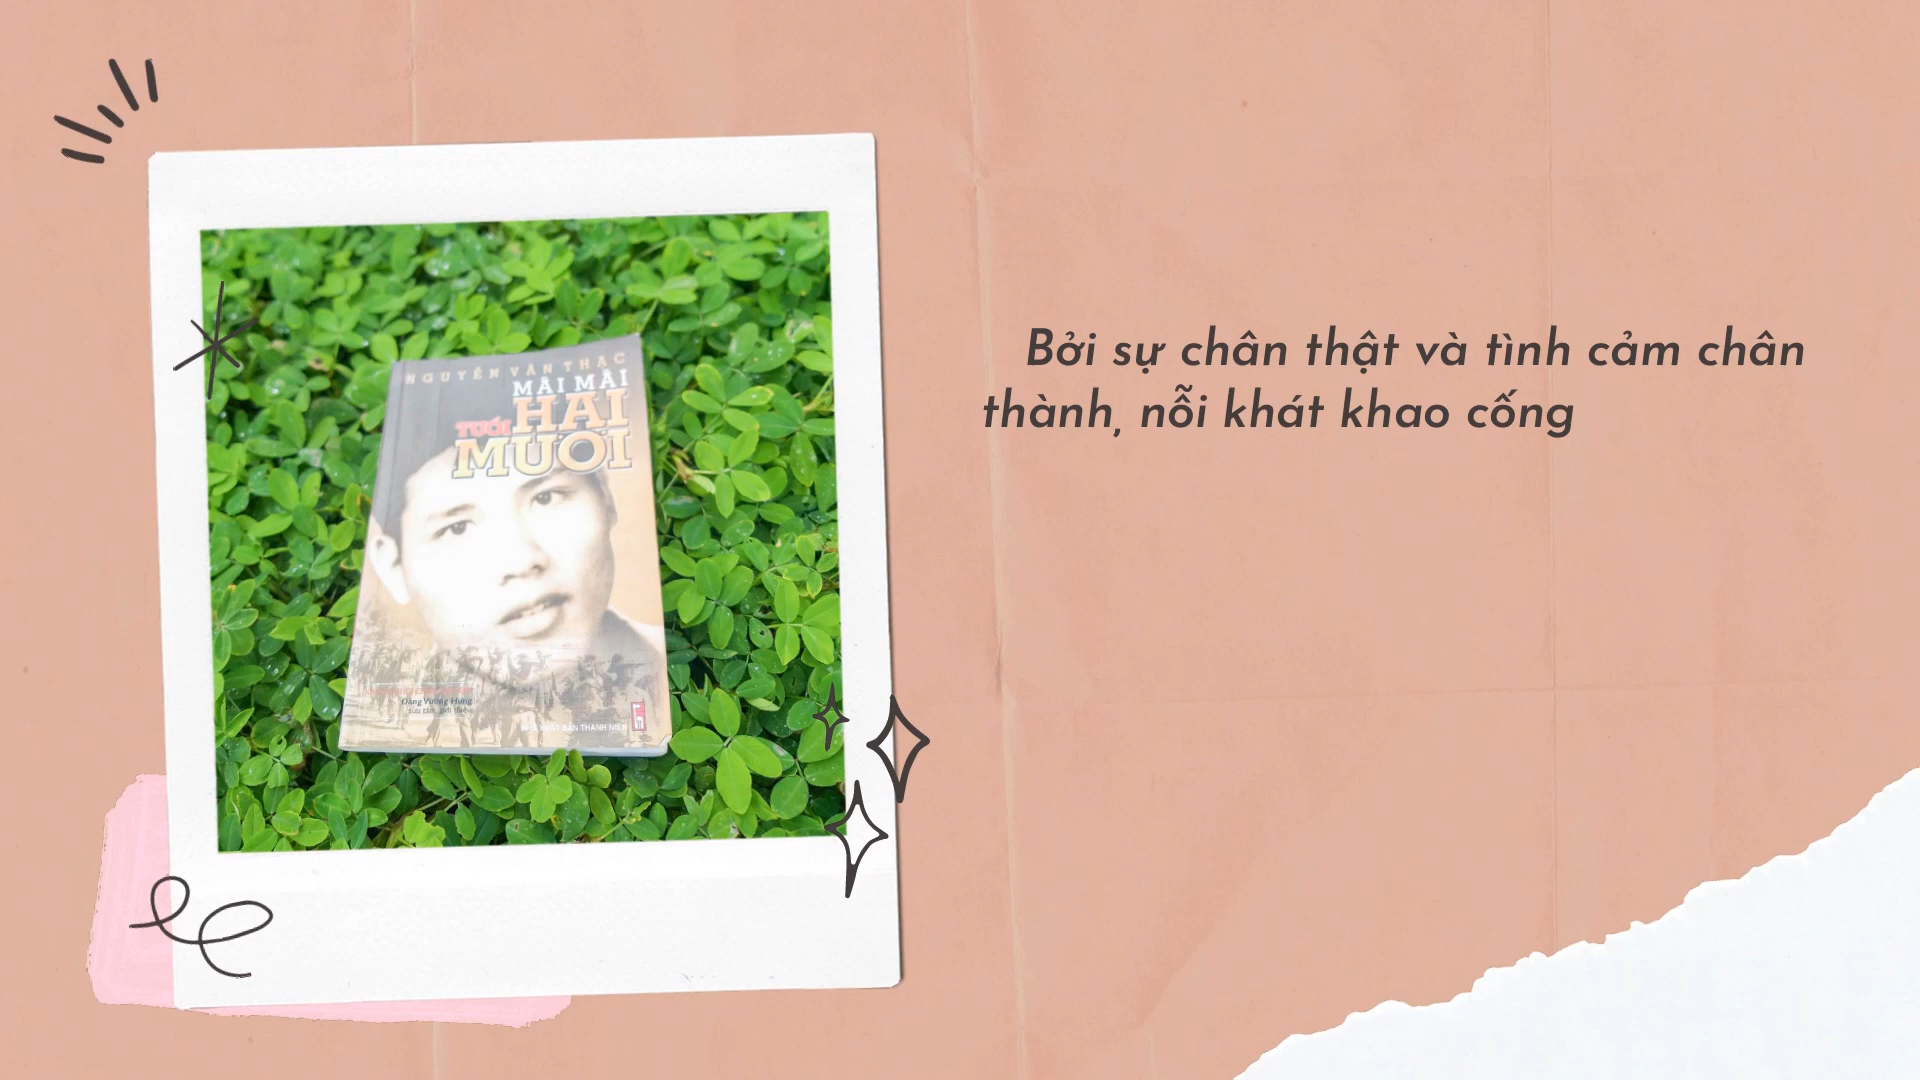 NGUYỄN VĂN THẠC
MÃI MÃI
TUỔI HAI
MƯƠI
Đặng Vương Hưng
NHÀ XUẤT BẢN THANH NIÊN
Bởi sự chân thật và tình cảm chân
thành, nỗi khát khao cống